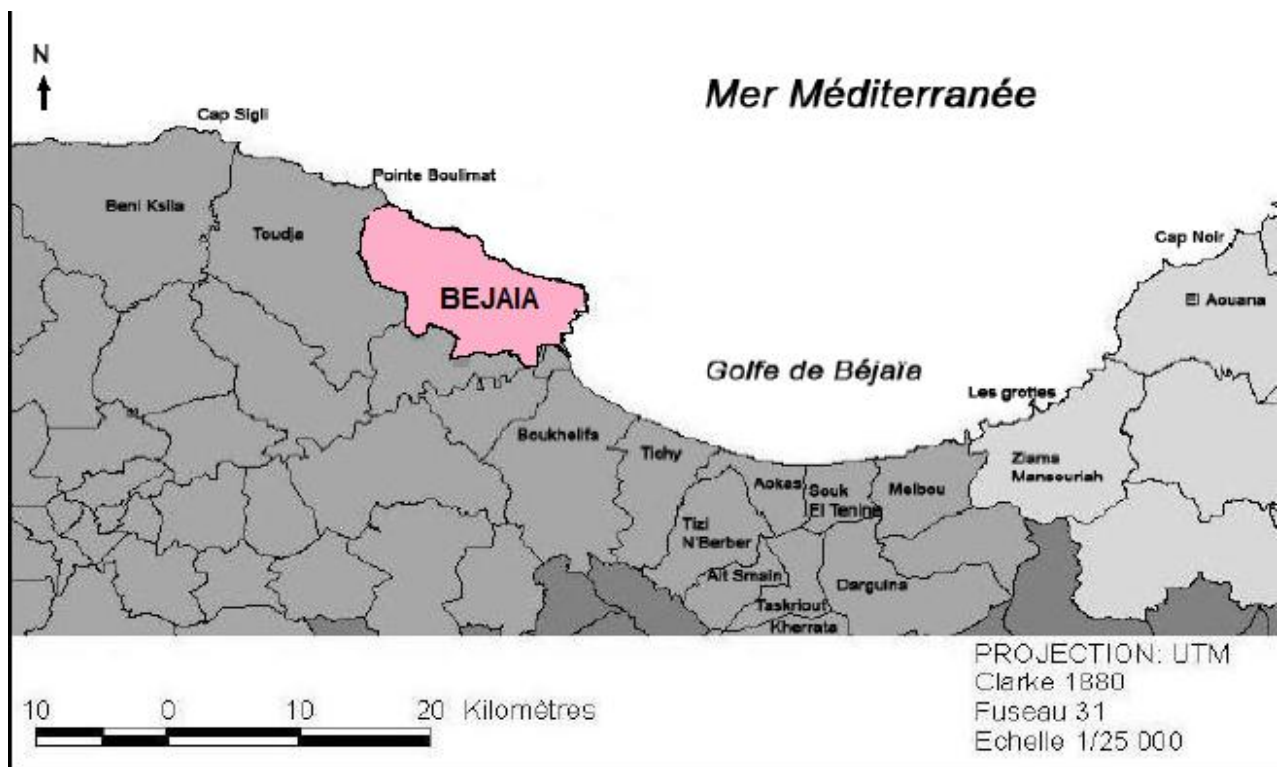 N
Mer Méditerranée
Cap Sigli
Pointe Boulimat
Beni Ksila
Toudja
Cap Noir
BEJAIA
El Aouana
Golfe de Béjaïa
Les grottes
Boukhelifa
Tichy
Ziama
Mansouriah
Aokas
Souk
El Tenine
Melbou
Tizi
N'Berber
Ait Smain
Darguina
Taskriout
Kherrata
PROJECTION: UTM
Clarke 1880
Fuseau 31
Echelle 1/25 000
10 0 10 20 Kilomètres